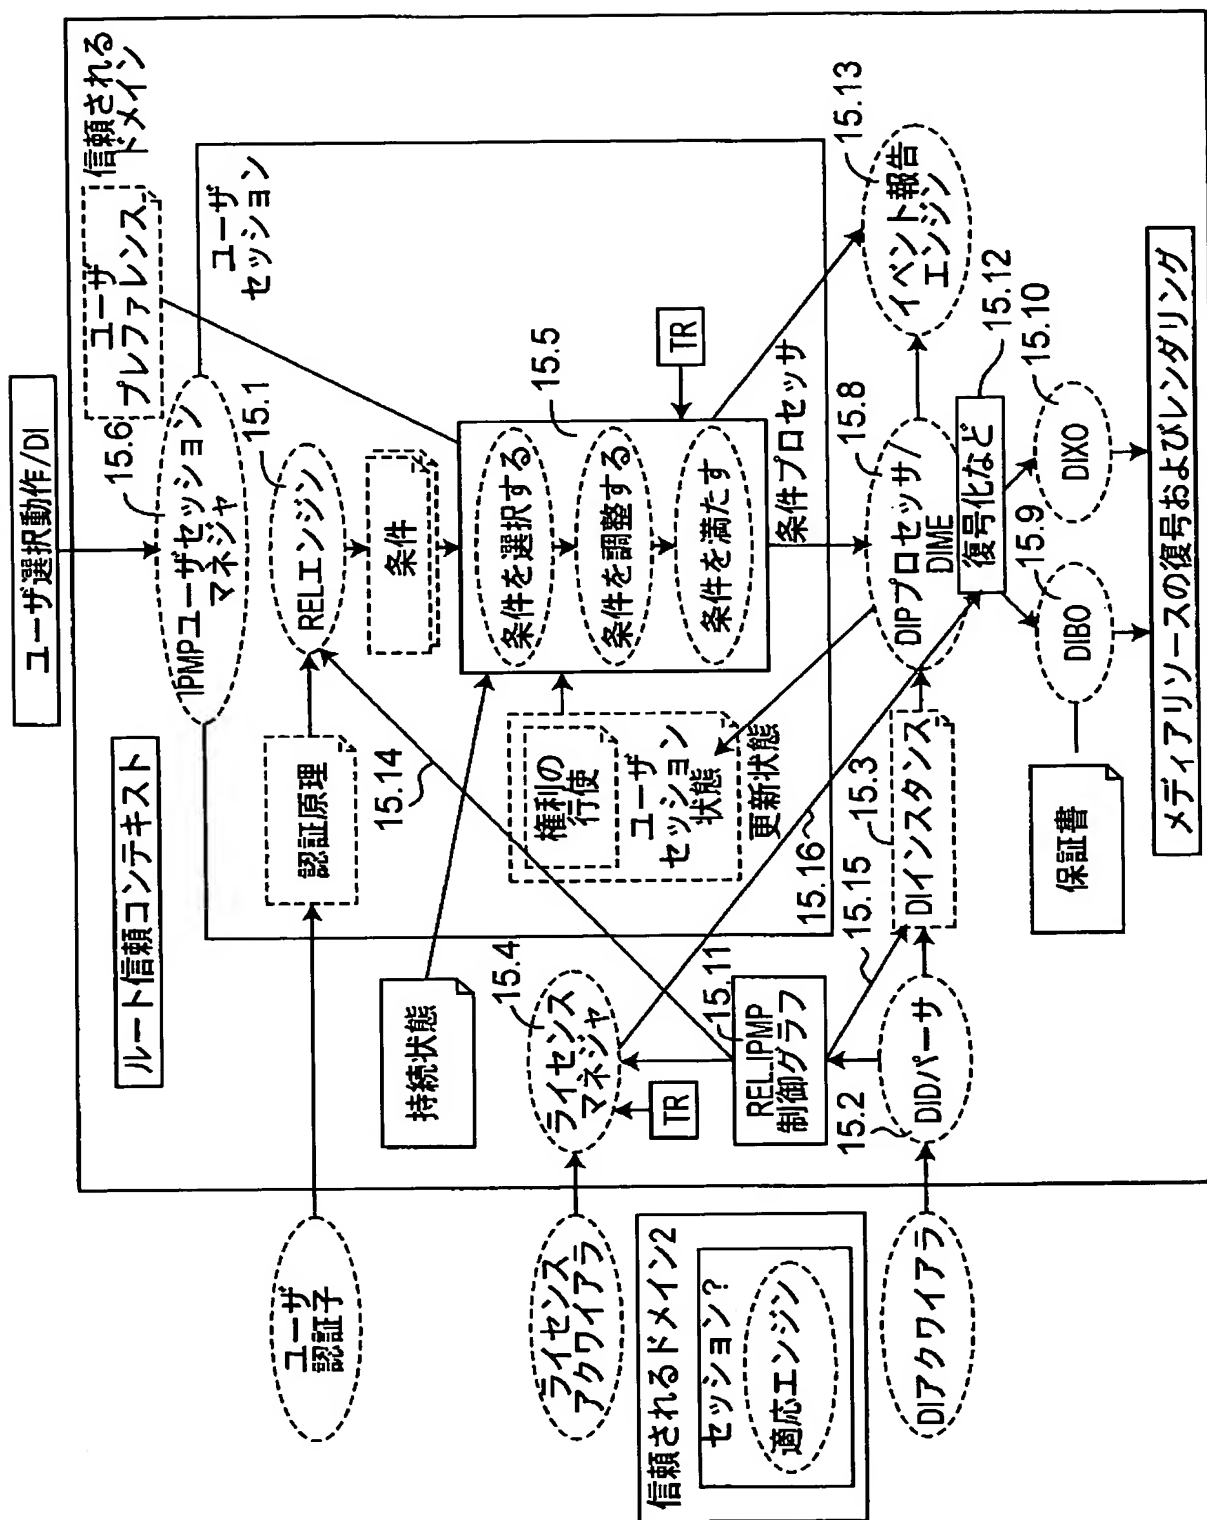 ユーザ選択動作/DI
ルート信頼コンテキスト
信頼される
ドメイン
ユーザ
プレファレンス
15.6
IPMPユーザセッション
マネジャ
ユーザ
セッション
ユーザ
認証子
認証原理
15.1
RELエンジン
15.14
条件
持続状態
15.5
条件を選択する
条件を調整する
条件を満たす
TR
条件プロセッサ
権利の
行使
ユーザ
セッション
状態
更新状態
ライセンス
アクワイアラ
15.4
ライセンス
マネジャ
TR
15.11
REL.IPMP
制御グラフ
15.16
信頼されるドメイン2
セッション?
適応エンジン
DIアクワイアラ
15.2
DIDパーサ
15.15
15.3
DIインスタンス
15.8
DIPプロセッサ/
DIME
15.13
イベント報告
エンジン
15.12
復号化など
15.9
DIBO
15.10
DIXO
保証書
メディアリソースの復号およびレンダリング